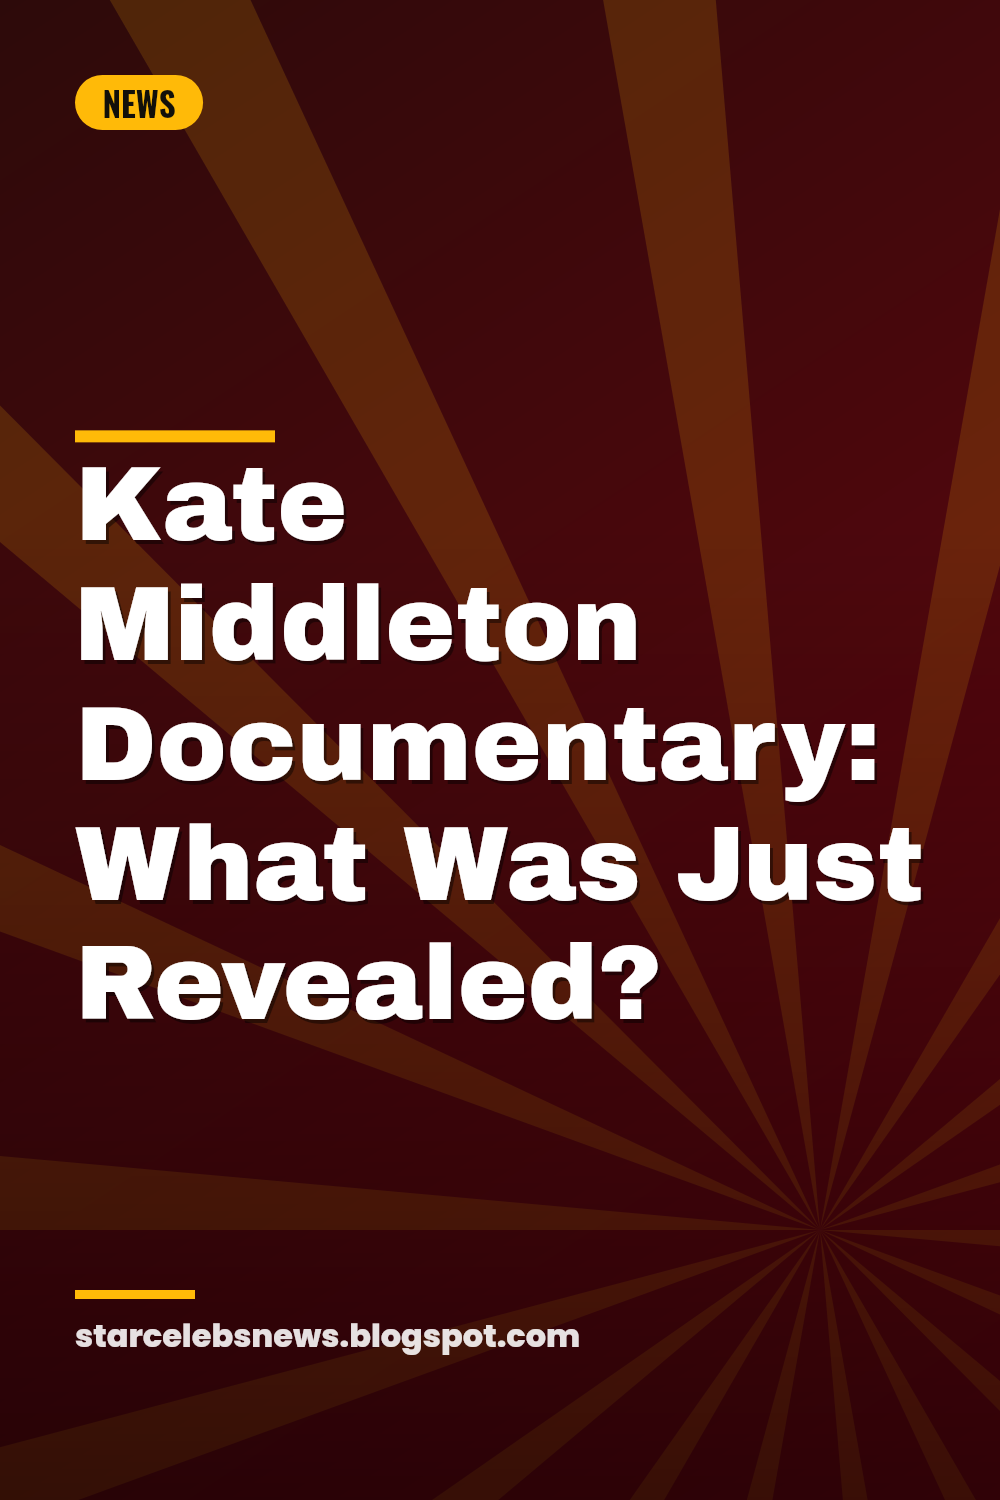 NEWS
Kate
Middleton
Documentary:
What Was Just
Revealed?
starcelebsnews.blogspot.com